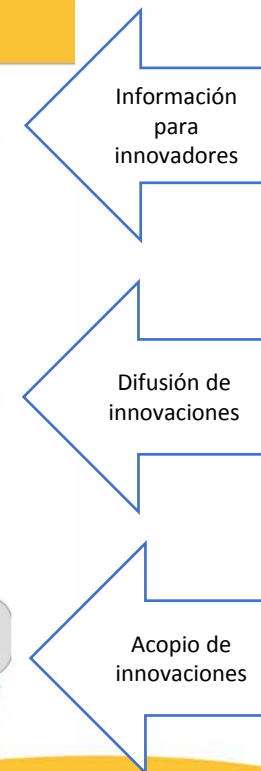 Información
para
innovadores
Difusión de
innovaciones
Acopio de
innovaciones